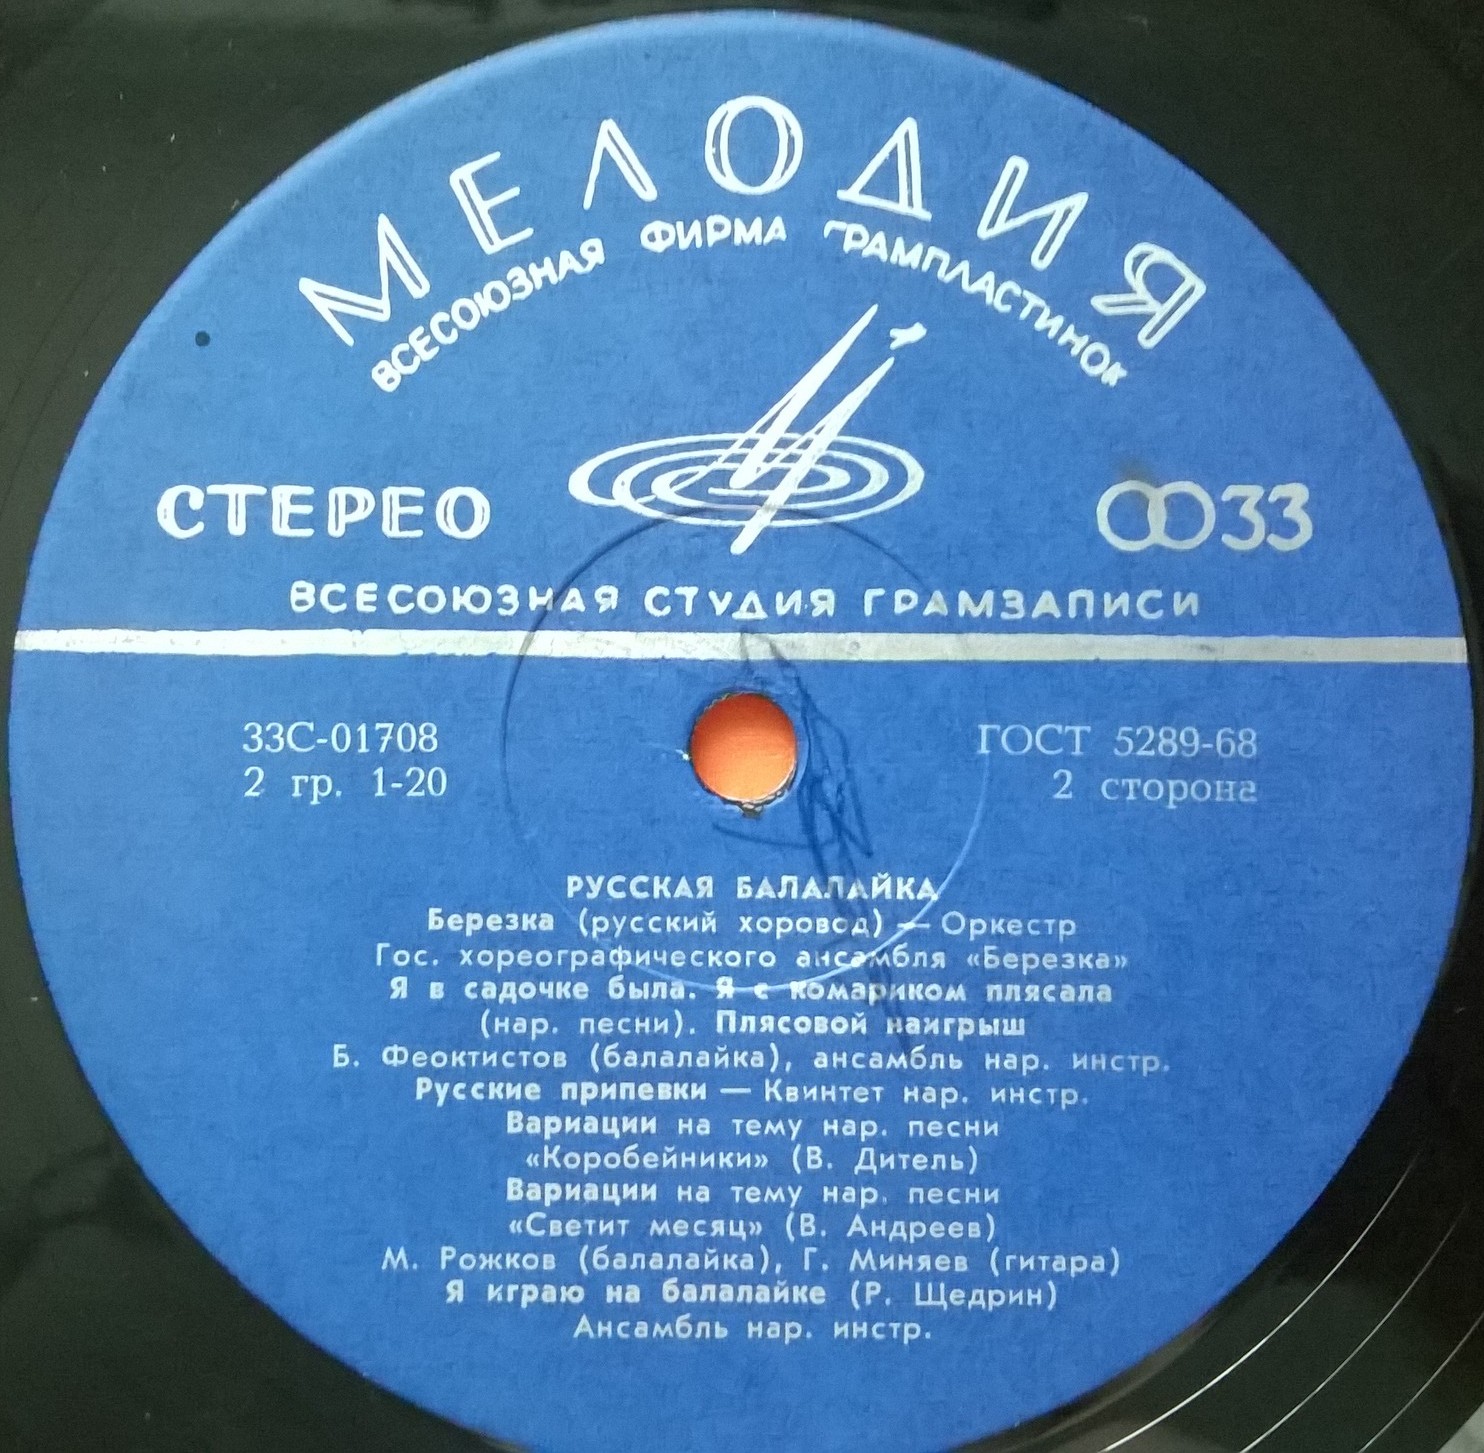 МЕЛОДИЯ
ВСЕСОЮЗНАЯ ФИРМА ГРАМПЛАСТИНОК
СТЕРЕО
33
ВСЕСОЮЗНАЯ СТУДИЯ ГРАМЗАПИСИ
33С-01708
ГОСТ 5289-68
2 гр. 1-20
2 сторона
РУССКАЯ БАЛАЛАЙКА
Березка (русский хоровод) — Оркестр
Гос. хореографического ансамбля «Березка»
Я в садочке была. Я с комариком плясала
(нар. песни). Плясовой наигрыш
Б. Феоктистов (балалайка), ансамбль нар. инстр.
Русские припевки — Квинтет нар. инстр.
Вариации на тему нар. песни
«Коробейники» (В. Дитель)
Вариации на тему нар. песни
«Светит месяц» (В. Андреев)
М. Рожков (балалайка), Г. Миняев (гитара)
Я играю на балалайке (Р. Щедрин)
Ансамбль нар. инстр.